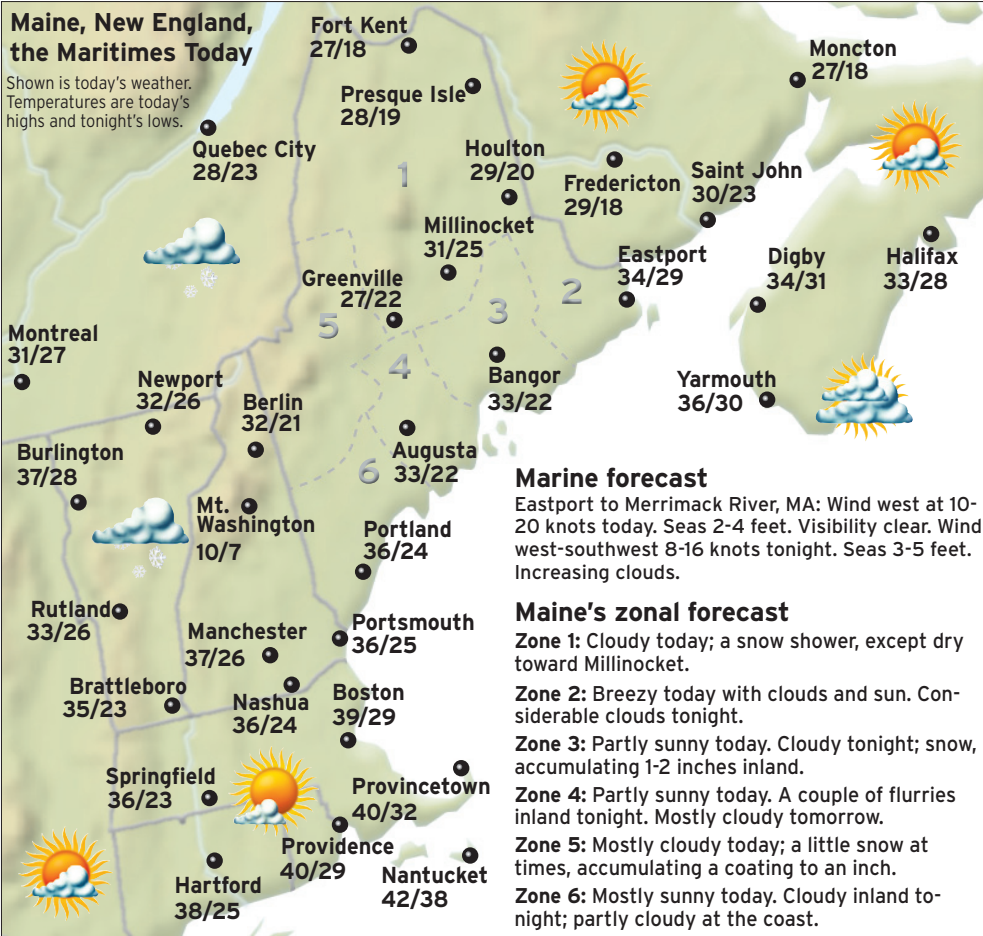 Maine, New England,
the Maritimes Today
Shown is today's weather.
Temperatures are today's
highs and tonight's lows.
Fort Kent
27/18
Moncton
27/18
Presque Isle
28/19
Quebec City
28/23
Houlton
29/20
1
Fredericton
29/18
Saint John
30/23
Millinocket
31/25
Eastport
34/29
Digby
34/31
Halifax
33/28
Greenville
27/22
2
3
5
Montreal
31/27
4
Newport
32/26
Berlin
32/21
Bangor
33/22
Yarmouth
36/30
Burlington
37/28
Augusta
33/22
6
Mt.
Washington
10/7
Portland
36/24
Rutland
33/26
Manchester
37/26
Portsmouth
36/25
Brattleboro
35/23
Nashua
36/24
Boston
39/29
Springfield
36/23
Provincetown
40/32
Providence
40/29
Nantucket
42/38
Hartford
38/25
Marine forecast
Eastport to Merrimack River, MA: Wind west at 10-
20 knots today. Seas 2-4 feet. Visibility clear. Wind
west-southwest 8-16 knots tonight. Seas 3-5 feet.
Increasing clouds.
Maine's zonal forecast
Zone 1: Cloudy today; a snow shower, except dry
toward Millinocket.
Zone 2: Breezy today with clouds and sun. Con-
siderable clouds tonight.
Zone 3: Partly sunny today. Cloudy tonight; snow,
accumulating 1-2 inches inland.
Zone 4: Partly sunny today. A couple of flurries
inland tonight. Mostly cloudy tomorrow.
Zone 5: Mostly cloudy today; a little snow at
times, accumulating a coating to an inch.
Zone 6: Mostly sunny today. Cloudy inland to-
night; partly cloudy at the coast.